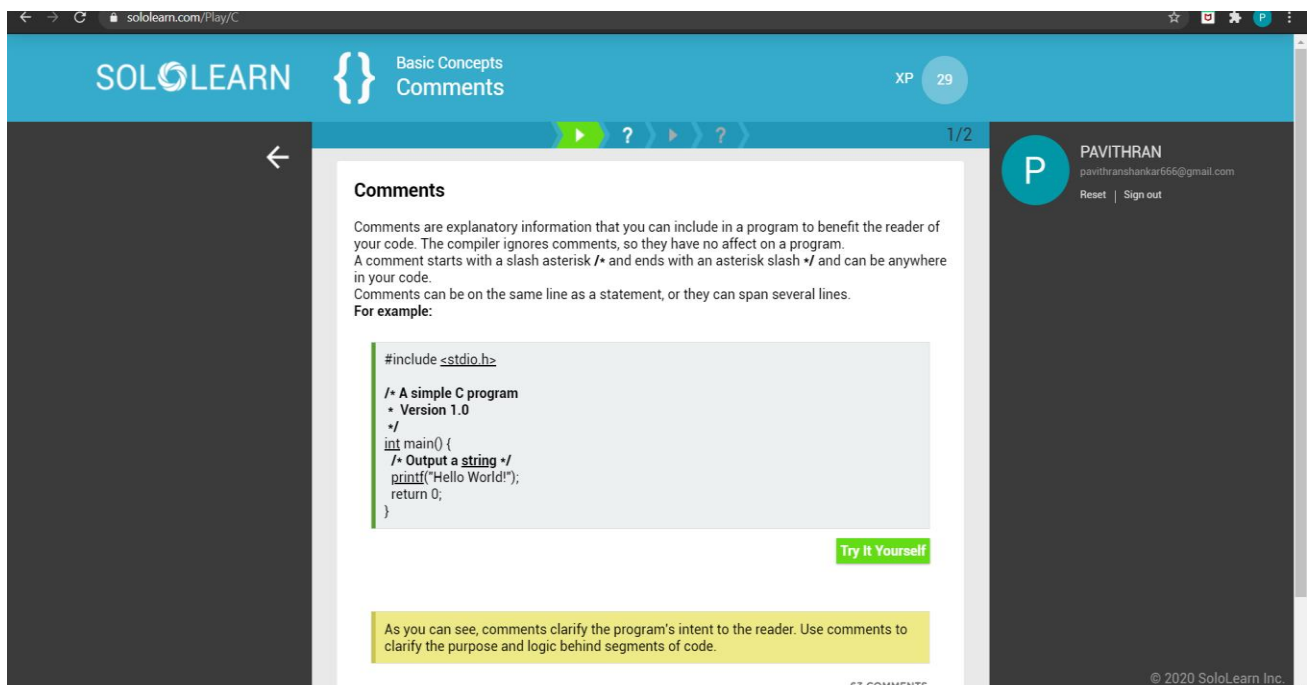 sololearn.com/Play/C
P
SOLOLEARN
{}
Basic Concepts
Comments
XP 29
? ?
1/2
P
PAVITHRAN
pavithranshankar666@gmail.com
Reset | Sign out
Comments
Comments are explanatory information that you can include in a program to benefit the reader of
your code. The compiler ignores comments, so they have no affect on a program.
A comment starts with a slash asterisk /* and ends with an asterisk slash */ and can be anywhere
in your code.
Comments can be on the same line as a statement, or they can span several lines.
For example:
#include <stdio.h>
/* A simple C program
* Version 1.0
*/
int main() {
/* Output a string */
printf("Hello World!");
return 0;
}
Try It Yourself
As you can see, comments clarify the program's intent to the reader. Use comments to
clarify the purpose and logic behind segments of code.
COMMENTS
© 2020 SoloLearn Inc.